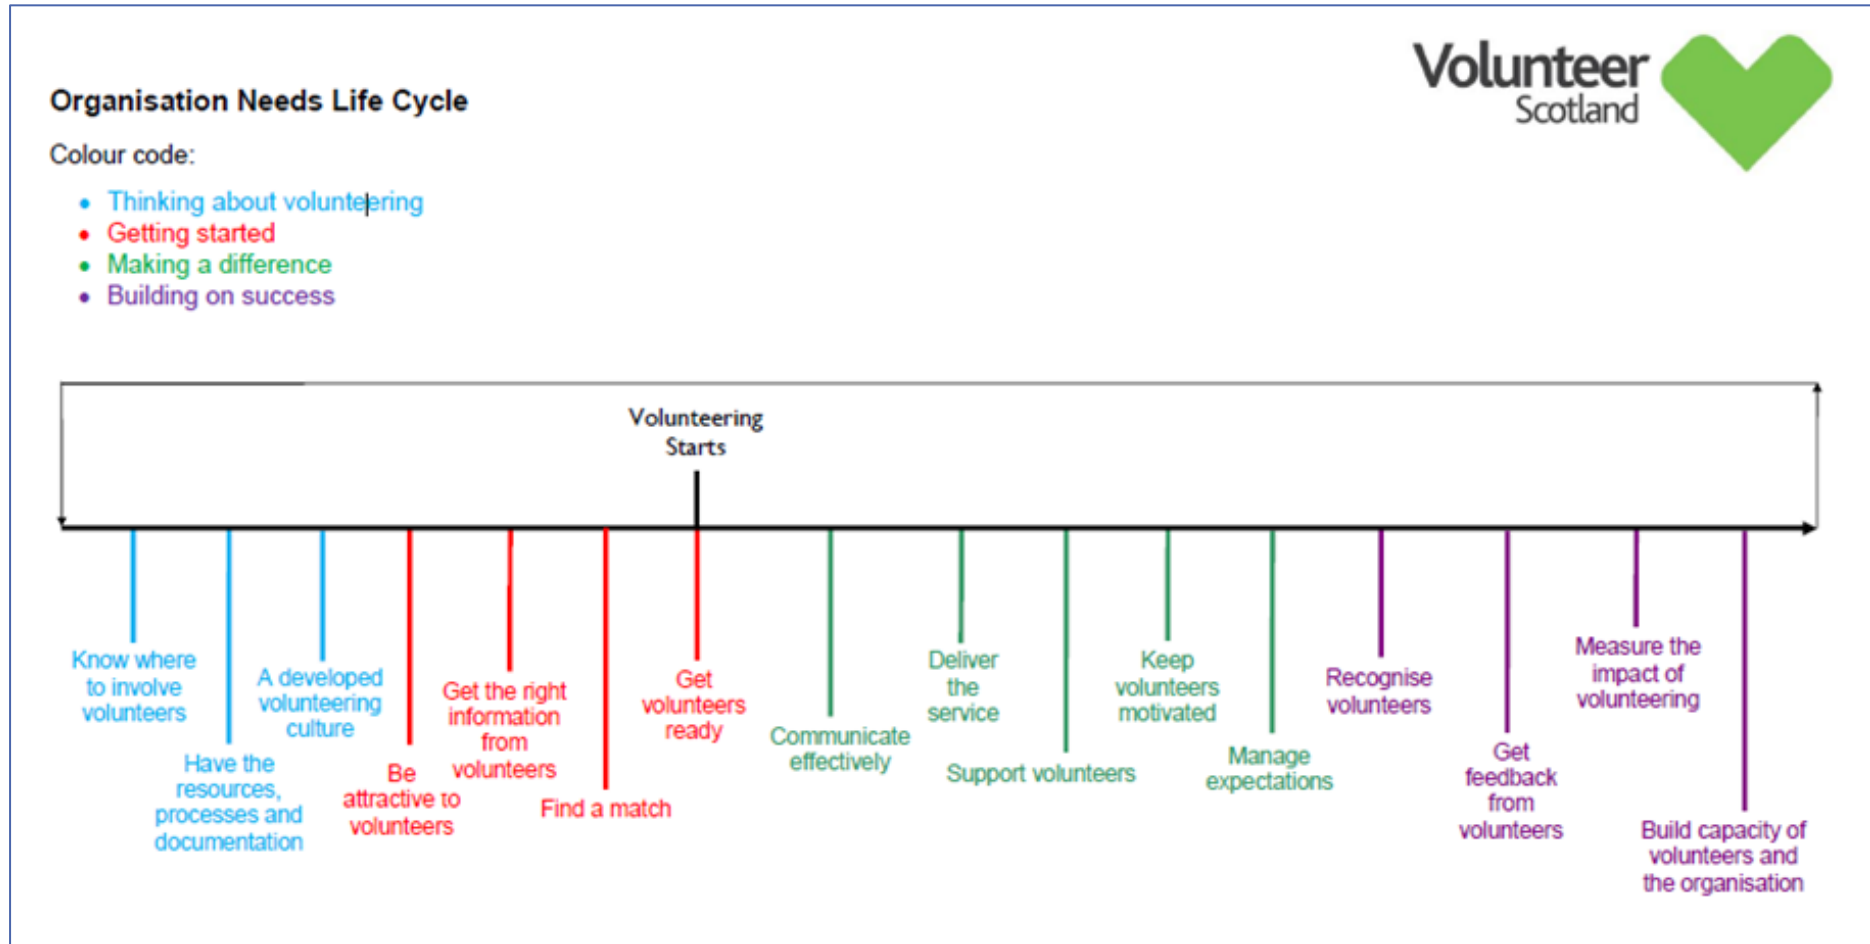 Volunteer
Scotland
Organisation Needs Life Cycle
Colour code:
• Thinking about volunteering
• Getting started
• Making a difference
• Building on success
Volunteering
Starts
Know where
to involve
volunteers
Have the
resources,
processes and
documentation
A developed
volunteering
culture
Be
attractive to
volunteers
Get the right
information
from
volunteers
Find a match
Get
volunteers
ready
Communicate
effectively
Deliver
the
service
Support volunteers
Keep
volunteers
motivated
Manage
expectations
Recognise
volunteers
Get
feedback
from
volunteers
Measure the
impact of
volunteering
Build capacity of
volunteers and
the organisation